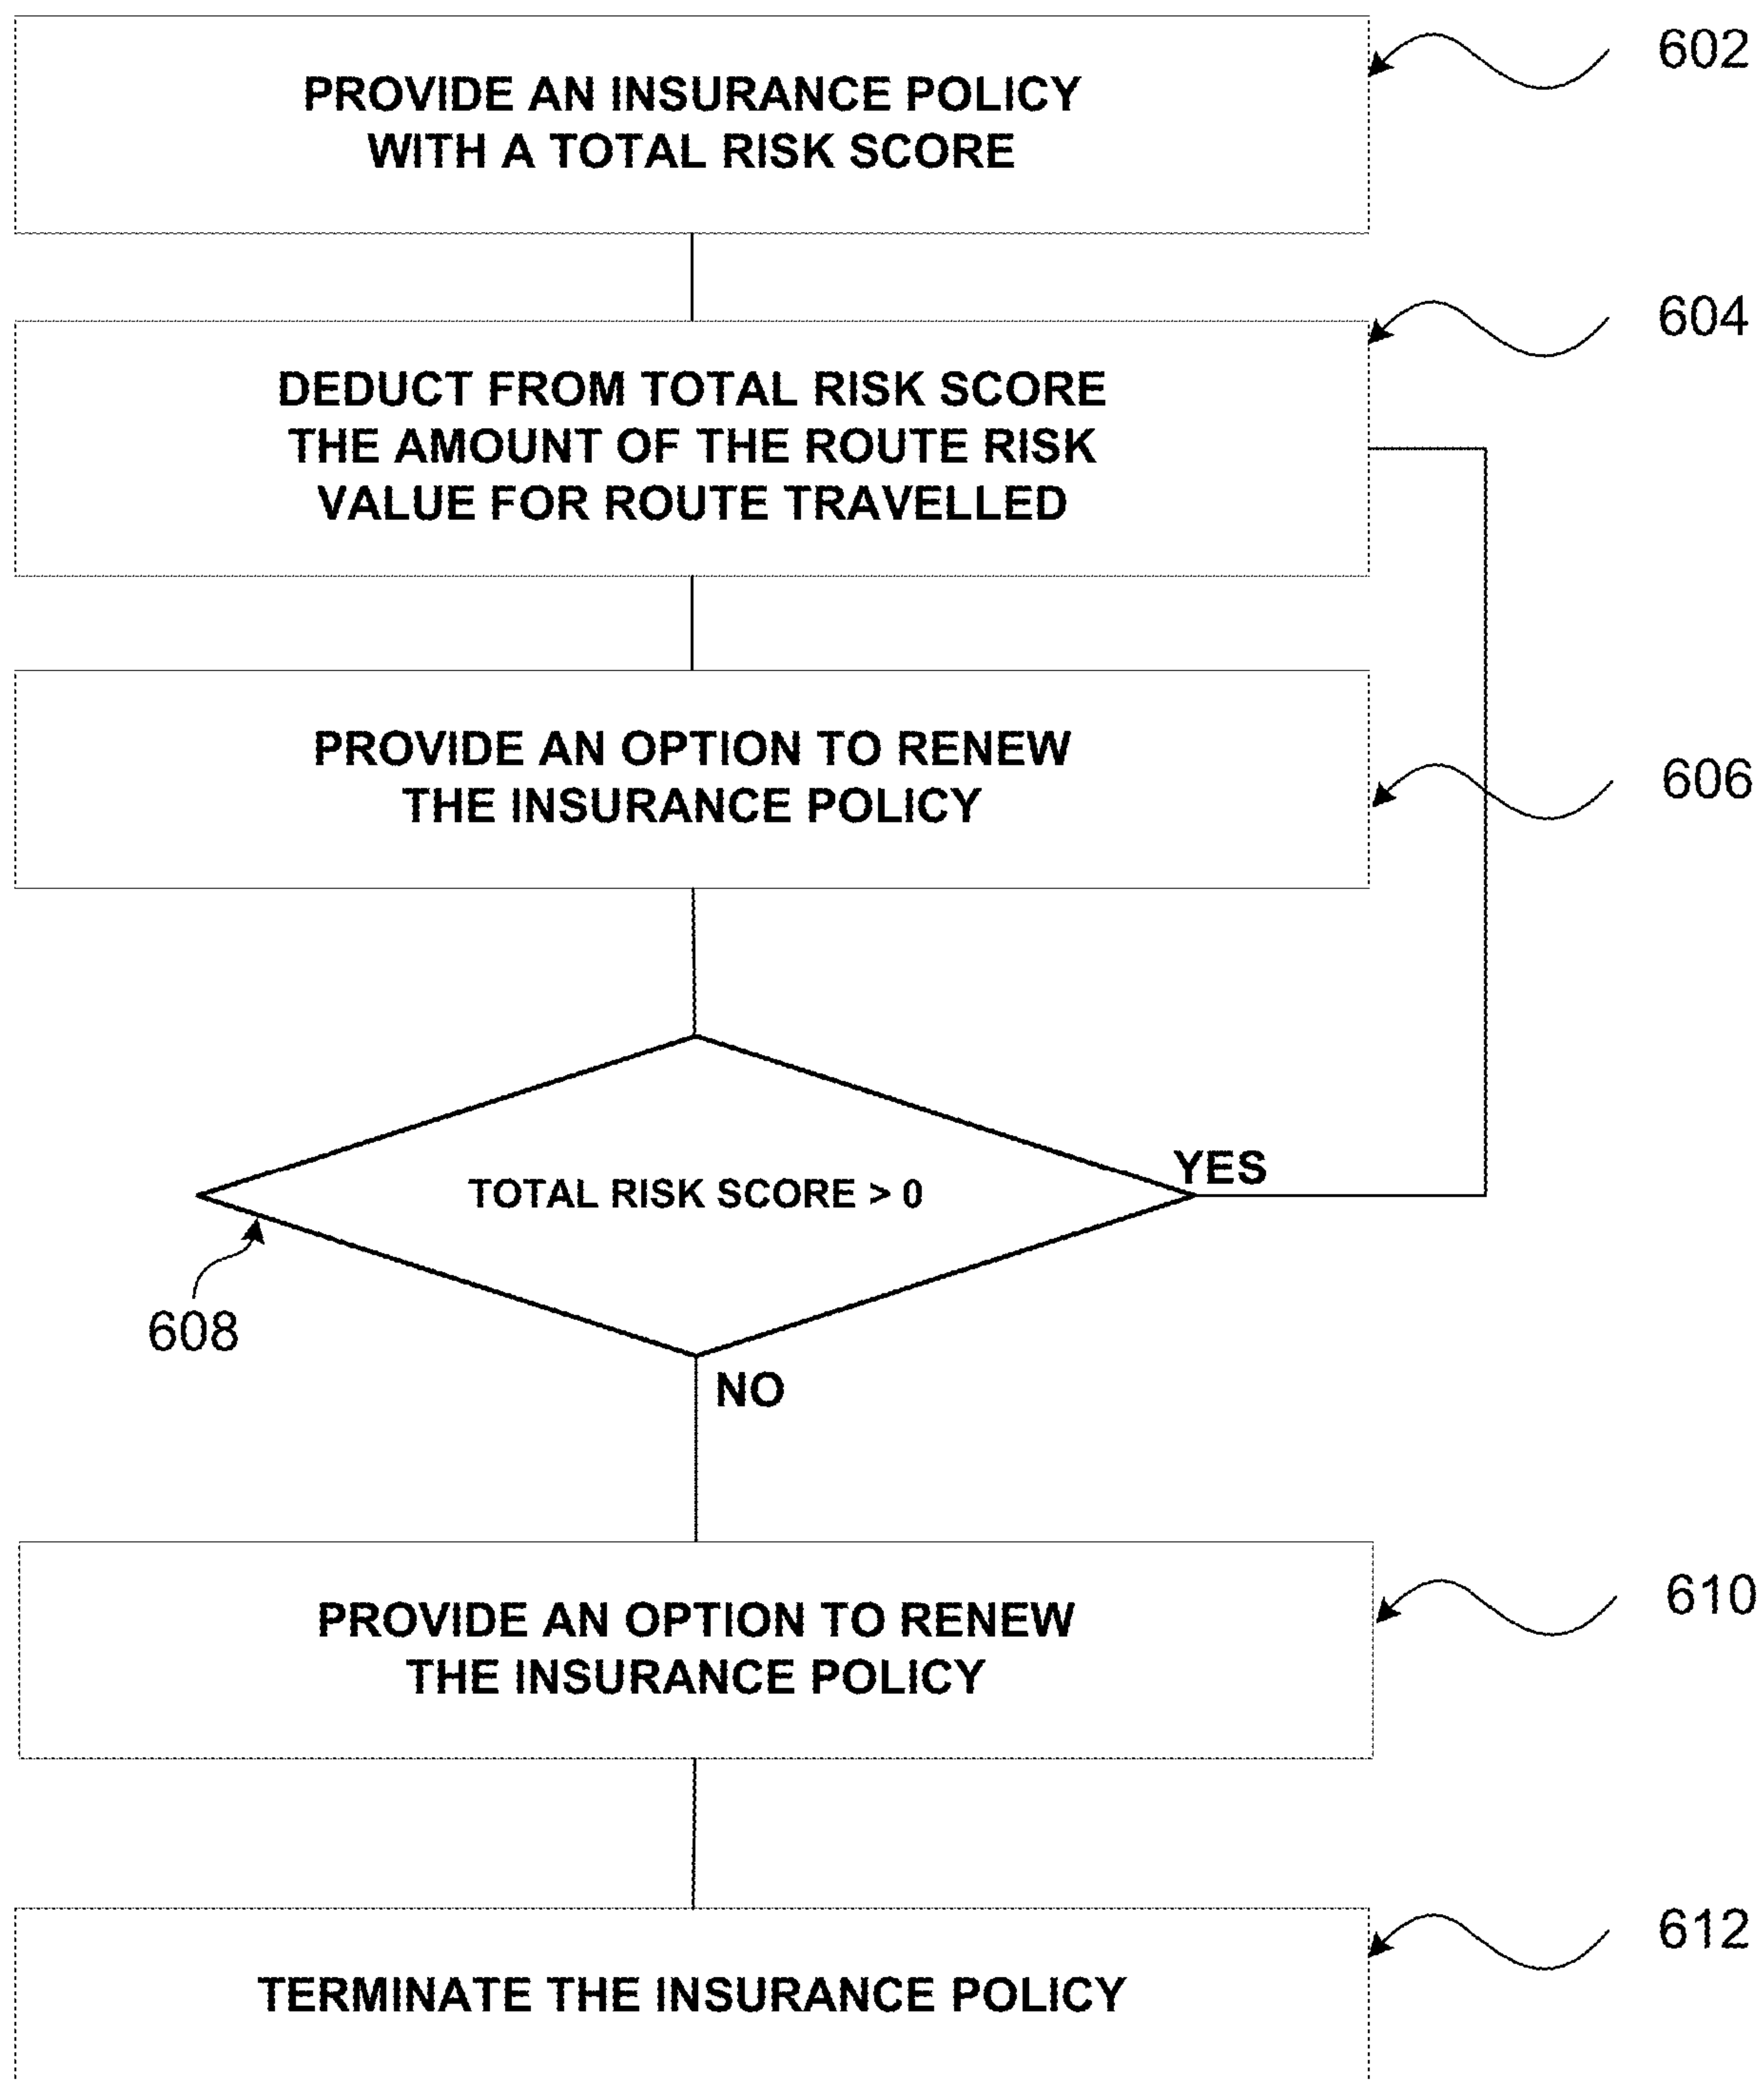 PROVIDE AN INSURANCE POLICY
WITH A TOTAL RISK SCORE
602
DEDUCT FROM TOTAL RISK SCORE
THE AMOUNT OF THE ROUTE RISK
VALUE FOR ROUTE TRAVELLED
604
PROVIDE AN OPTION TO RENEW
THE INSURANCE POLICY
606
TOTAL RISK SCORE > 0
YES
608
NO
PROVIDE AN OPTION TO RENEW
THE INSURANCE POLICY
610
TERMINATE THE INSURANCE POLICY
612